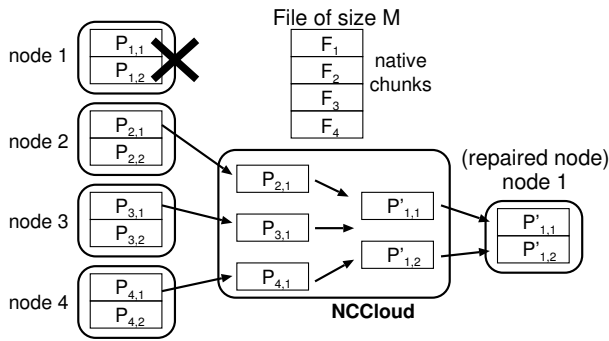 File of size M
node 1
P1,1
P1,2
F1
F2
F3
F4
native
chunks
node 2
P2,1
P2,2
node 3
P3,1
P3,2
node 4
P4,1
P4,2
P2,1
P3,1
P4,1
P'1,1
P'1,2
NCCloud
(repaired node)
node 1
P'1,1
P'1,2